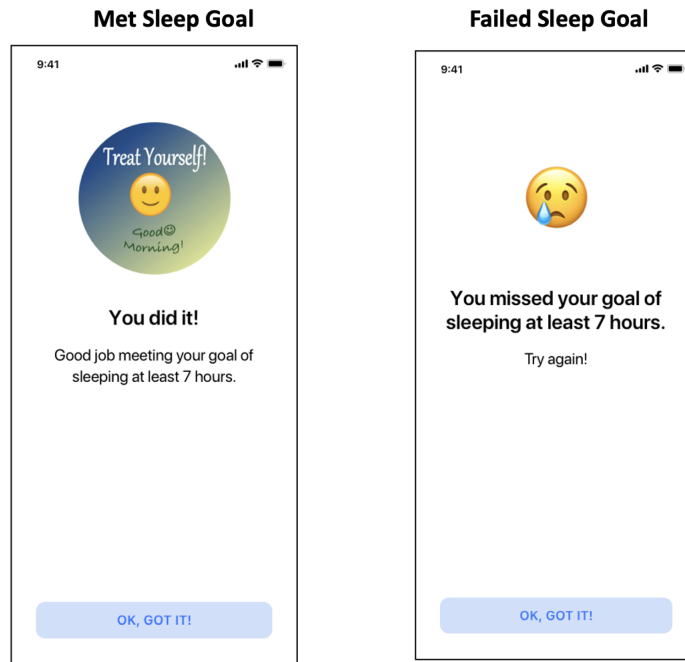 Met Sleep Goal
9:41
Treat Yourself!
Good☺
Morning!
You did it!
Good job meeting your goal of
sleeping at least 7 hours.
OK, GOT IT!
Failed Sleep Goal
9:41
You missed your goal of
sleeping at least 7 hours.
Try again!
OK, GOT IT!